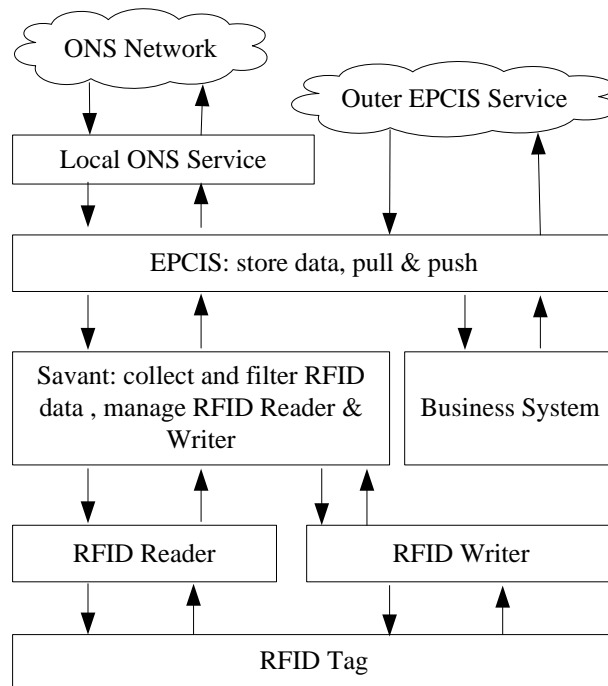 ONS Network
Outer EPCIS Service
Local ONS Service
EPCIS: store data, pull & push
Savant: collect and filter RFID
data , manage RFID Reader &
Writer
Business System
RFID Reader
RFID Writer
RFID Tag